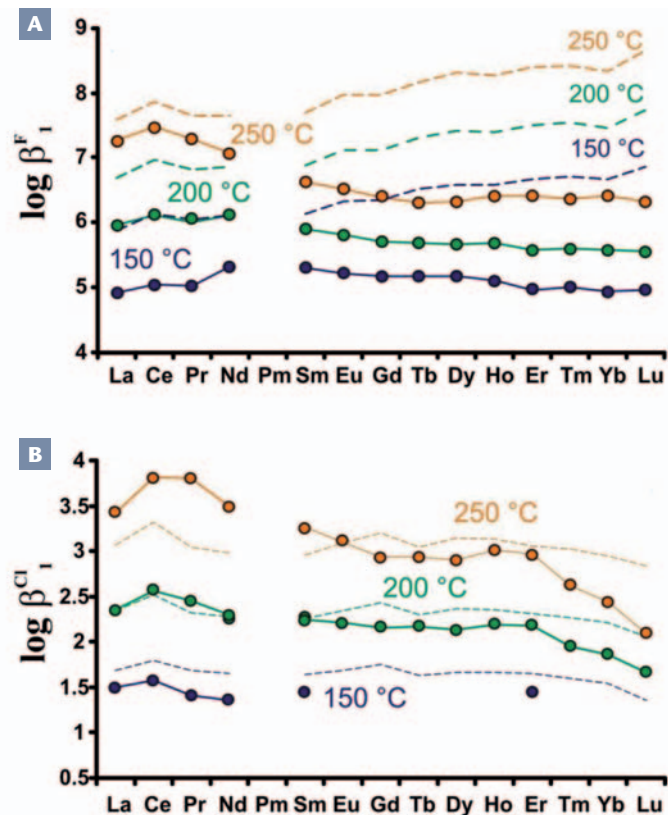 A
9
8
7
6
5
4
log β₁ᶠ
250 °C
200 °C
150 °C
250 °C
200 °C
150 °C
La Ce Pr Nd Pm Sm Eu Gd Tb Dy Ho Er Tm Yb Lu
B
4
3.5
3
2.5
2
1.5
1
0.5
log β₁ᶜˡ
250 °C
200 °C
150 °C
La Ce Pr Nd Pm Sm Eu Gd Tb Dy Ho Er Tm Yb Lu